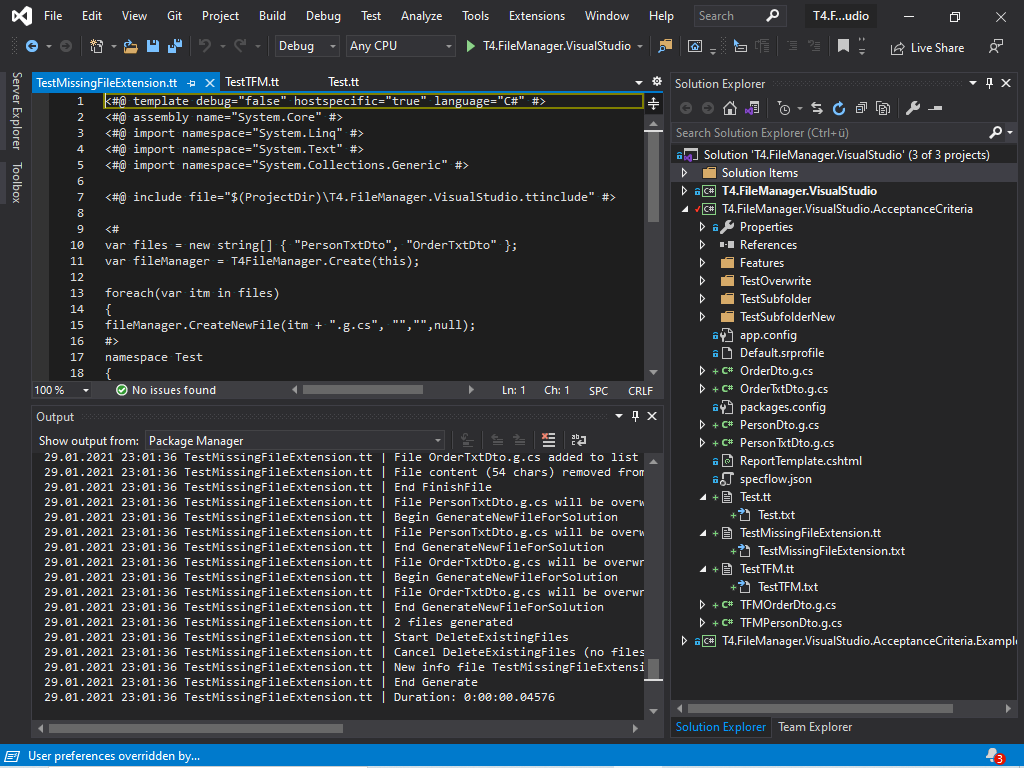 File Edit View Git Project Build Debug Test Analyze Tools Extensions Window Help Search T4.F...udio
Debug Any CPU T4.FileManager.VisualStudio Live Share
Server Explorer
Toolbox
TestMissingFileExtension.tt TestTFM.tt Test.tt
1 <#@ template debug="false" hostspecific="true" language="C#" #>
2 <#@ assembly name="System.Core" #>
3 <#@ import namespace="System.Linq" #>
4 <#@ import namespace="System.Text" #>
5 <#@ import namespace="System.Collections.Generic" #>
6
7 <#@ include file="$(ProjectDir)\T4.FileManager.VisualStudio.ttinclude" #>
8
9 <#
10 var files = new string[] { "PersonTxtDto", "OrderTxtDto" };
11 var fileManager = T4FileManager.Create(this);
12
13 foreach(var itm in files)
14 {
15 fileManager.CreateNewFile(itm + ".g.cs", "","",null);
16 #>
17 namespace Test
18 {
100 % No issues found Ln: 1 Ch: 1 SPC CRLF
Output
Show output from: Package Manager
29.01.2021 23:01:36 TestMissingFileExtension.tt | File OrderTxtDto.g.cs added to list
29.01.2021 23:01:36 TestMissingFileExtension.tt | File content (54 chars) removed from
29.01.2021 23:01:36 TestMissingFileExtension.tt | End FinishFile
29.01.2021 23:01:36 TestMissingFileExtension.tt | File PersonTxtDto.g.cs will be overw
29.01.2021 23:01:36 TestMissingFileExtension.tt | Begin GenerateNewFileForSolution
29.01.2021 23:01:36 TestMissingFileExtension.tt | File PersonTxtDto.g.cs will be overw
29.01.2021 23:01:36 TestMissingFileExtension.tt | End GenerateNewFileForSolution
29.01.2021 23:01:36 TestMissingFileExtension.tt | File OrderTxtDto.g.cs will be overwr
29.01.2021 23:01:36 TestMissingFileExtension.tt | Begin GenerateNewFileForSolution
29.01.2021 23:01:36 TestMissingFileExtension.tt | File OrderTxtDto.g.cs will be overwr
29.01.2021 23:01:36 TestMissingFileExtension.tt | End GenerateNewFileForSolution
29.01.2021 23:01:36 TestMissingFileExtension.tt | 2 files generated
29.01.2021 23:01:36 TestMissingFileExtension.tt | Start DeleteExistingFiles
29.01.2021 23:01:36 TestMissingFileExtension.tt | Cancel DeleteExistingFiles (no files
29.01.2021 23:01:36 TestMissingFileExtension.tt | New info file TestMissingFileExtensi
29.01.2021 23:01:36 TestMissingFileExtension.tt | End Generate
29.01.2021 23:01:36 TestMissingFileExtension.tt | Duration: 0:00:00.04576
Solution Explorer
Search Solution Explorer (Ctrl+ü)
Solution 'T4.FileManager.VisualStudio' (3 of 3 projects)
Solution Items
C# T4.FileManager.VisualStudio
C# T4.FileManager.VisualStudio.AcceptanceCriteria
Properties
References
Features
TestOverwrite
TestSubfolder
TestSubfolderNew
app.config
Default.srprofile
C# OrderDto.g.cs
C# OrderTxtDto.g.cs
packages.config
C# PersonDto.g.cs
C# PersonTxtDto.g.cs
ReportTemplate.cshtml
specflow.json
Test.tt
Test.txt
TestMissingFileExtension.tt
TestMissingFileExtension.txt
TestTFM.tt
TestTFM.txt
C# TFMOrderDto.g.cs
C# TFMPersonDto.g.cs
C# T4.FileManager.VisualStudio.AcceptanceCriteria.Example
Solution Explorer Team Explorer
User preferences overridden by... 3